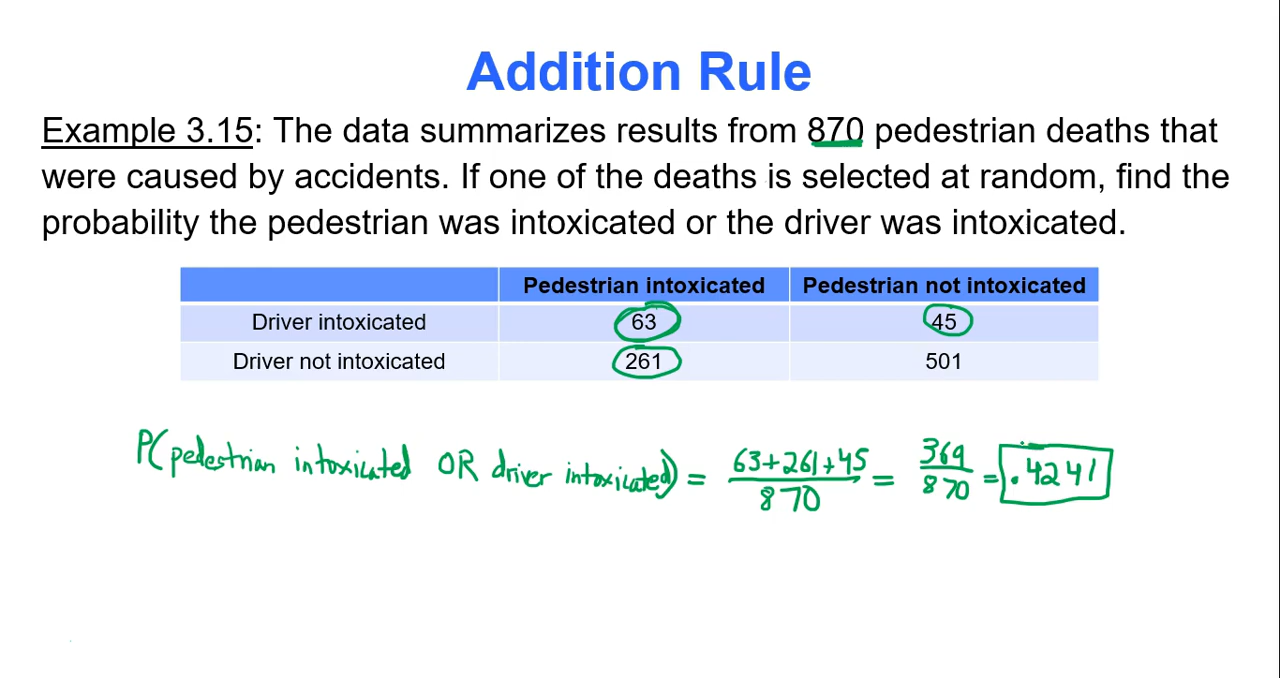 Addition Rule
Example 3.15: The data summarizes results from 870 pedestrian deaths that
were caused by accidents. If one of the deaths is selected at random, find the
probability the pedestrian was intoxicated or the driver was intoxicated.
Pedestrian intoxicated Pedestrian not intoxicated
Driver intoxicated 63 45
Driver not intoxicated 261 501
P(pedestrian intoxicated OR driver intoxicated) = 63+261+45/870 = 369/870 = .4241